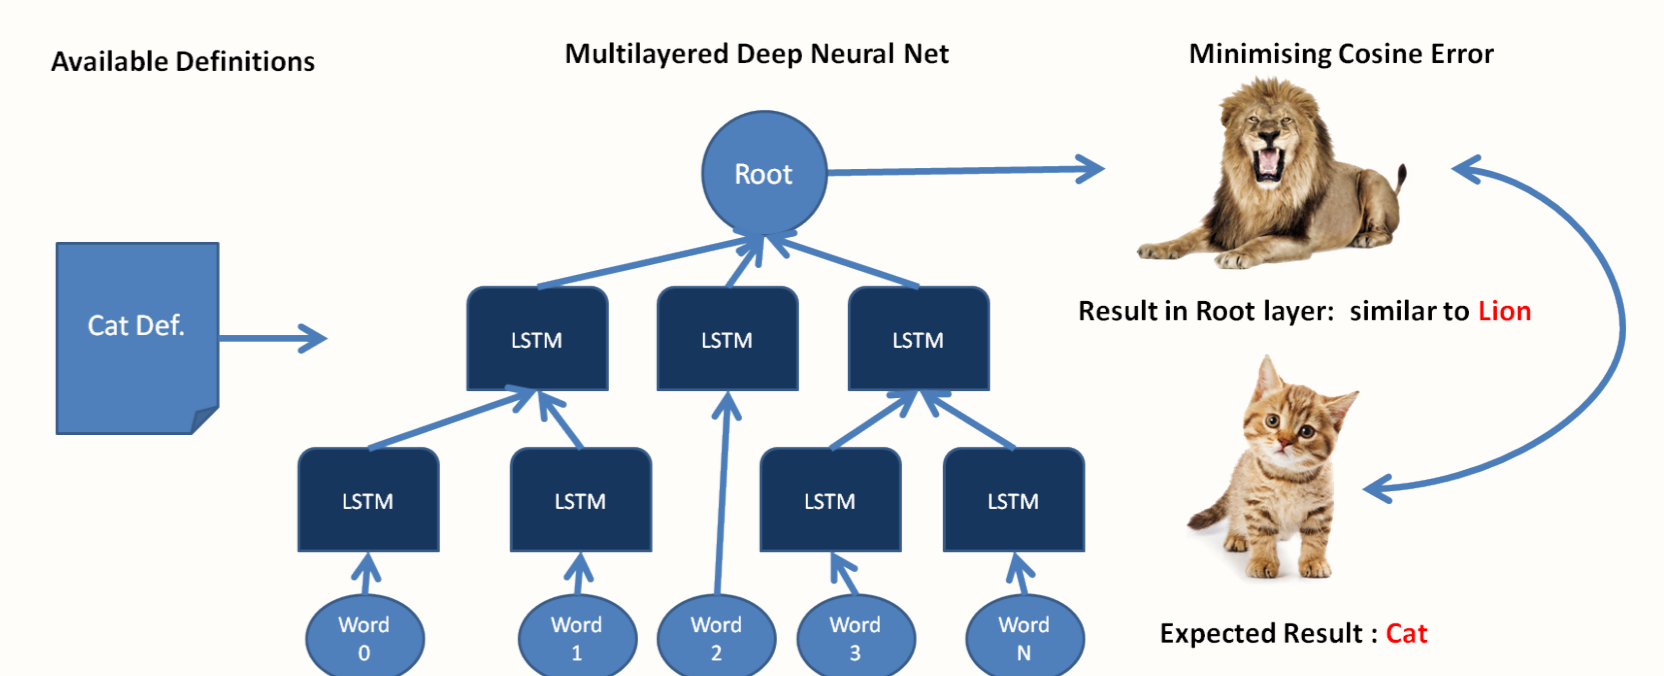 Available Definitions
Multilayered Deep Neural Net
Minimising Cosine Error
Root
Cat Def.
LSTM
LSTM
LSTM
Result in Root layer:  similar to Lion
LSTM
LSTM
LSTM
LSTM
Word
0
Word
1
Word
2
Word
3
Word
N
Expected Result : Cat